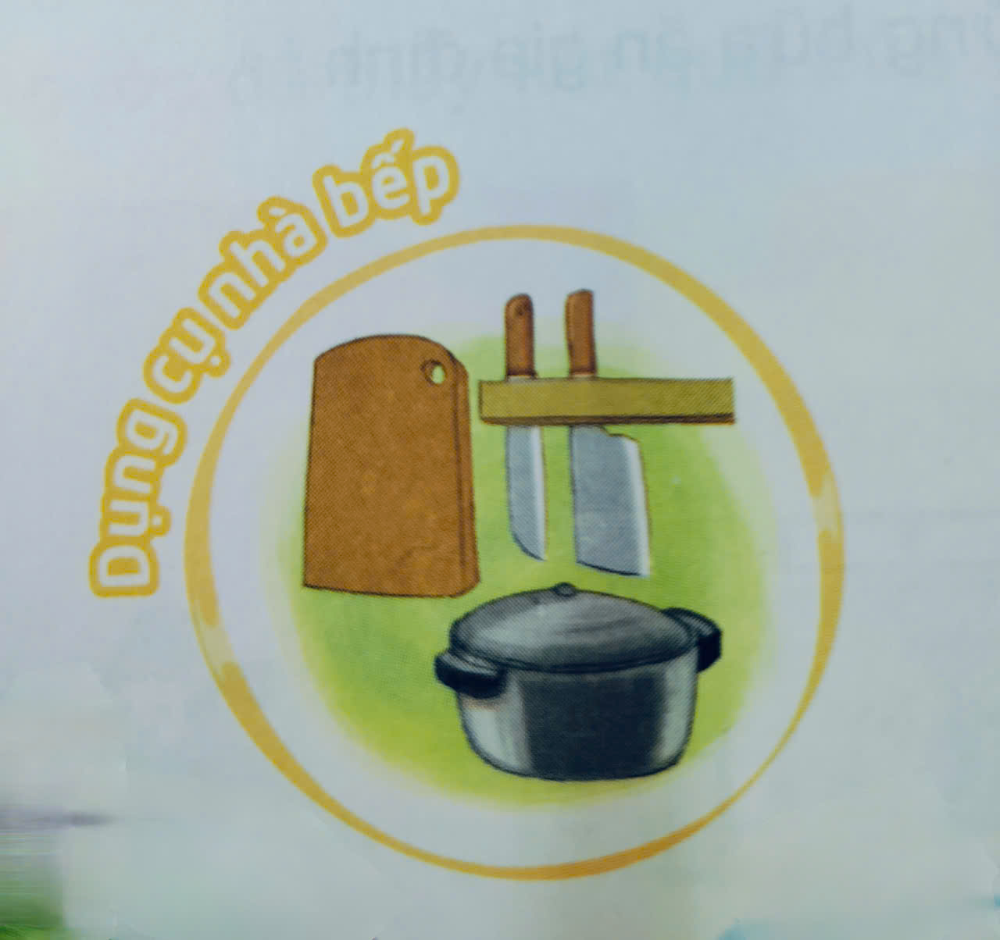 Dụng cụ nhà bếp